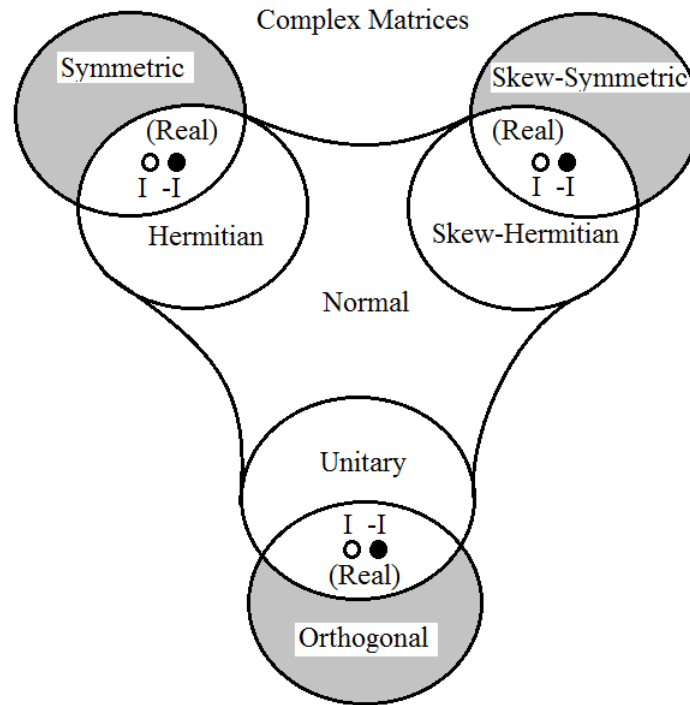 Complex Matrices
Symmetric
Skew-Symmetric
(Real)
(Real)
I -I
I -I
Hermitian
Skew-Hermitian
Normal
Unitary
I -I
(Real)
Orthogonal